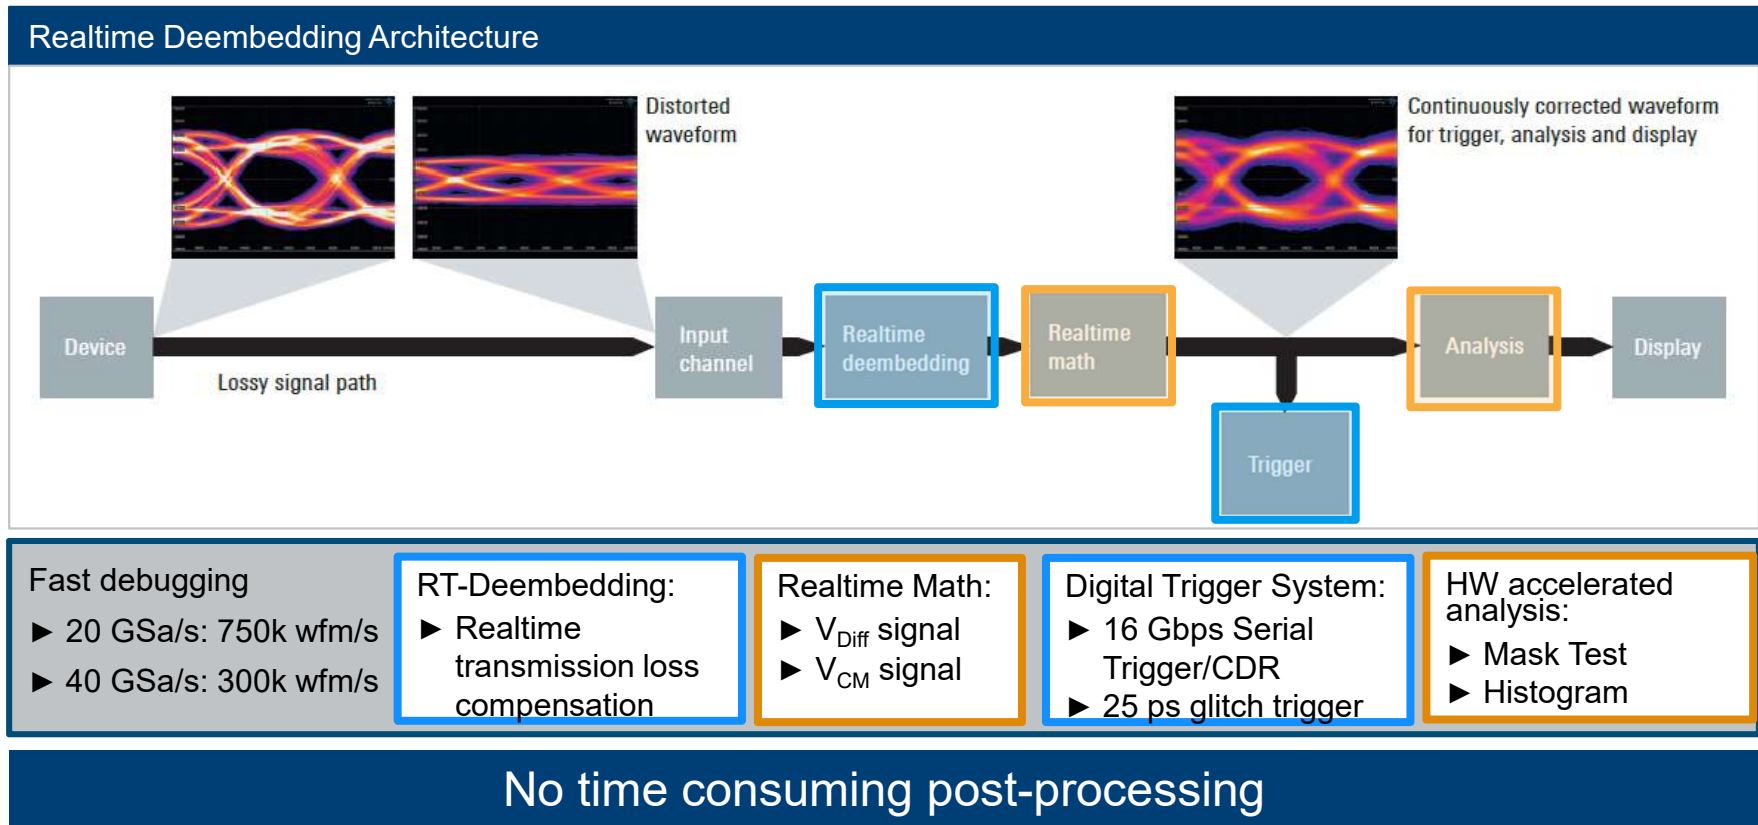 Realtime Deembedding Architecture
Distorted
waveform
Continuously corrected waveform
for trigger, analysis and display
Device
Lossy signal path
Input
channel
Realtime
deembedding
Realtime
math
Analysis
Display
Trigger
Fast debugging
► 20 GSa/s: 750k wfm/s
► 40 GSa/s: 300k wfm/s
RT-Deembedding:
► Realtime
transmission loss
compensation
Realtime Math:
► VDiff signal
► VCM signal
Digital Trigger System:
► 16 Gbps Serial
Trigger/CDR
► 25 ps glitch trigger
HW accelerated
analysis:
► Mask Test
► Histogram
No time consuming post-processing